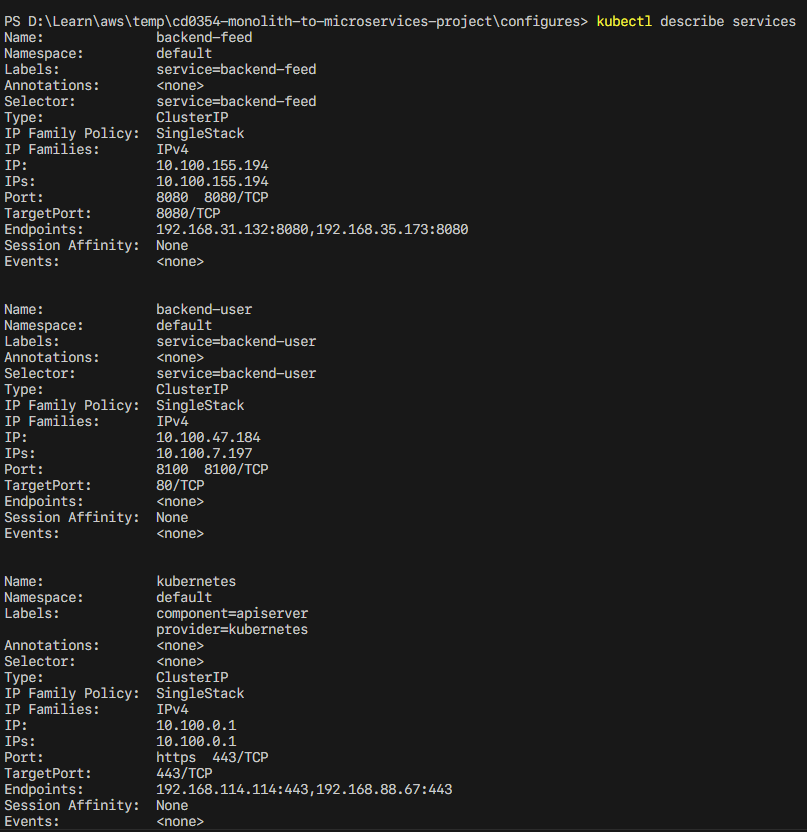 PS D:\Learn\aws\temp\cd0354-monolith-to-microservices-project\configures> kubectl describe services
Name:              backend-feed
Namespace:         default
Labels:            service=backend-feed
Annotations:       <none>
Selector:          service=backend-feed
Type:              ClusterIP
IP Family Policy:  SingleStack
IP Families:       IPv4
IP:                10.100.155.194
IPs:               10.100.155.194
Port:              8080  8080/TCP
TargetPort:        8080/TCP
Endpoints:         192.168.31.132:8080,192.168.35.173:8080
Session Affinity:  None
Events:            <none>

Name:              backend-user
Namespace:         default
Labels:            service=backend-user
Annotations:       <none>
Selector:          service=backend-user
Type:              ClusterIP
IP Family Policy:  SingleStack
IP Families:       IPv4
IP:                10.100.47.184
IPs:               10.100.7.197
Port:              8100  8100/TCP
TargetPort:        80/TCP
Endpoints:         <none>
Session Affinity:  None
Events:            <none>

Name:              kubernetes
Namespace:         default
Labels:            component=apiserver
                   provider=kubernetes
Annotations:       <none>
Selector:          <none>
Type:              ClusterIP
IP Family Policy:  SingleStack
IP Families:       IPv4
IP:                10.100.0.1
IPs:               10.100.0.1
Port:              https  443/TCP
TargetPort:        443/TCP
Endpoints:         192.168.114.114:443,192.168.88.67:443
Session Affinity:  None
Events:            <none>